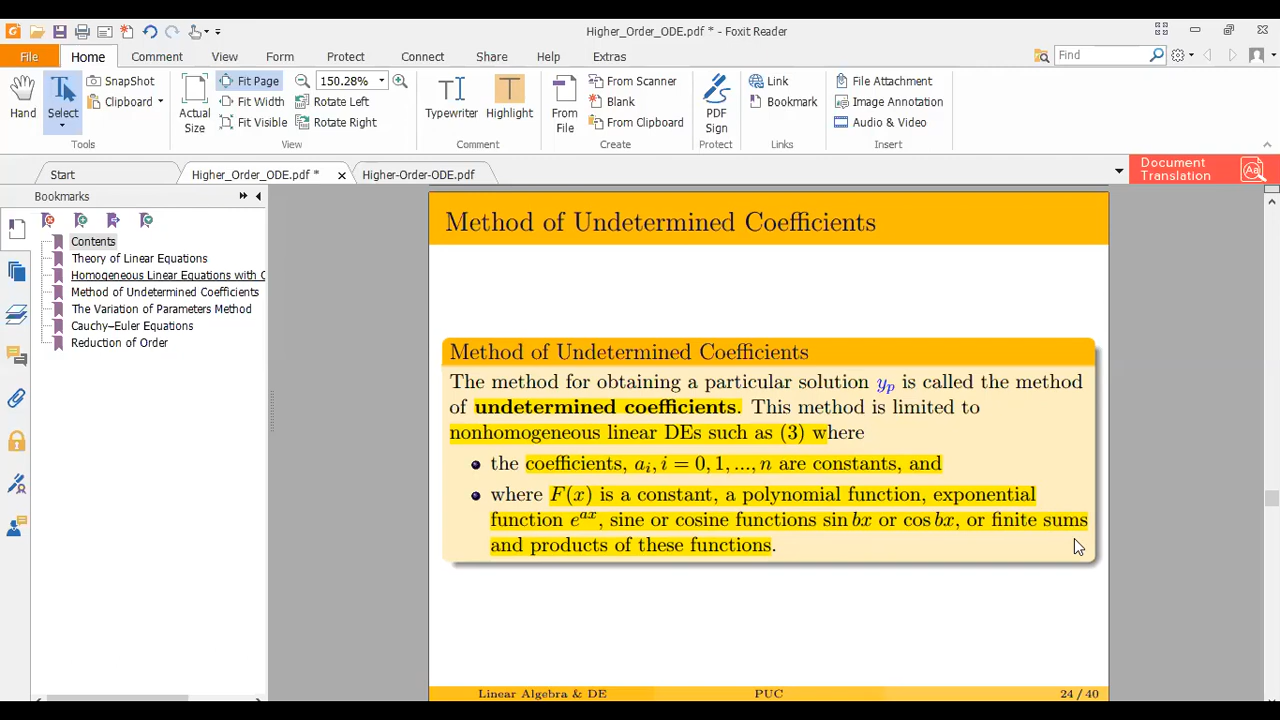 Higher_Order_ODE.pdf * - Foxit Reader
File Home Comment View Form Protect Connect Share Help Extras
Find
Hand
Select
SnapShot
Clipboard
Tools
Actual Size
Fit Page
Fit Width
Fit Visible
150.28%
Rotate Left
Rotate Right
View
Typewriter
Highlight
Comment
From File
From Scanner
Blank
From Clipboard
Create
PDF Sign
Protect
Link
Bookmark
Links
File Attachment
Image Annotation
Audio & Video
Insert
Start
Higher_Order_ODE.pdf *
Higher-Order-ODE.pdf
Document
Translation
Bookmarks
Contents
Theory of Linear Equations
Homogeneous Linear Equations with C
Method of Undetermined Coefficients
The Variation of Parameters Method
Cauchy–Euler Equations
Reduction of Order
Method of Undetermined Coefficients
Method of Undetermined Coefficients
The method for obtaining a particular solution yₚ is called the method
of undetermined coefficients. This method is limited to
nonhomogeneous linear DEs such as (3) where
the coefficients, aᵢ, i = 0, 1, ..., n are constants, and
where F(x) is a constant, a polynomial function, exponential
function eᵃˣ, sine or cosine functions sin bx or cos bx, or finite sums
and products of these functions.
Linear Algebra & DE PUC 24 / 40